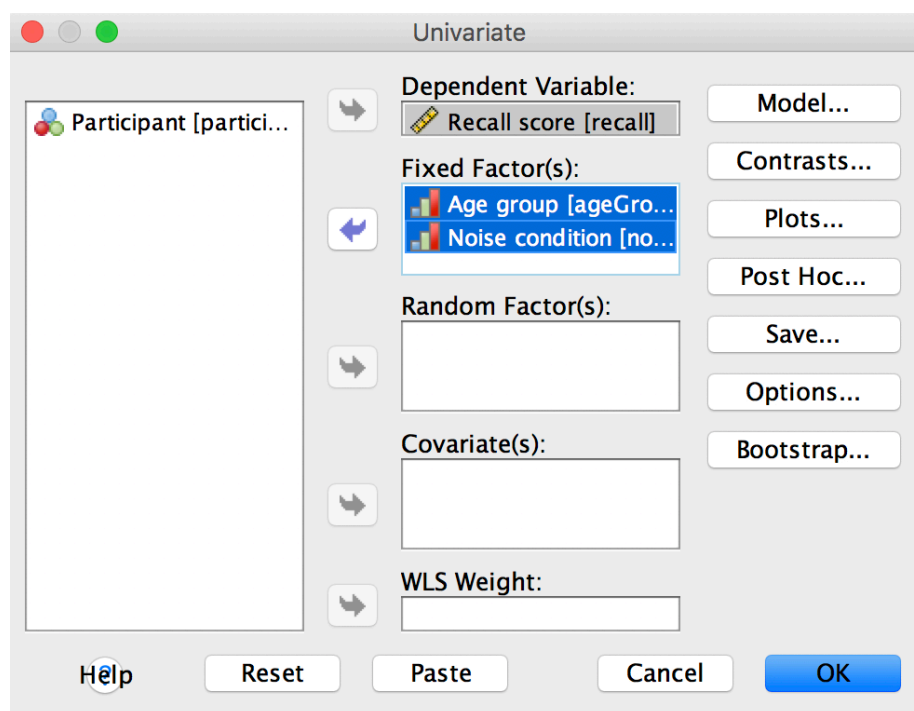 Univariate
Participant [partici...
Dependent Variable:
Recall score [recall]
Fixed Factor(s):
Age group [ageGro...
Noise condition [no...
Random Factor(s):
Covariate(s):
WLS Weight:
Model...
Contrasts...
Plots...
Post Hoc...
Save...
Options...
Bootstrap...
Help
Reset
Paste
Cancel
OK